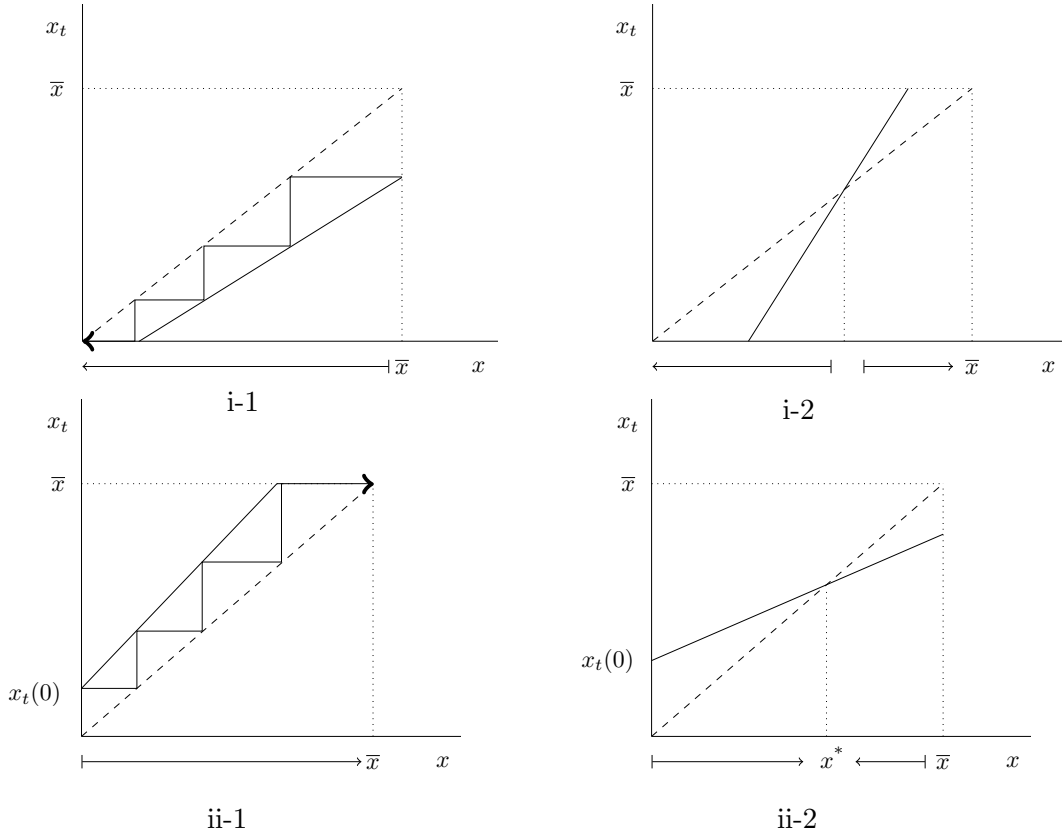 x_t
x̅
x̅
x
i-1
x_t
x̅
x̅
x
i-2
x_t
x̅
x_t(0)
x̅
x
ii-1
x_t
x̅
x_t(0)
x*
x̅
x
ii-2